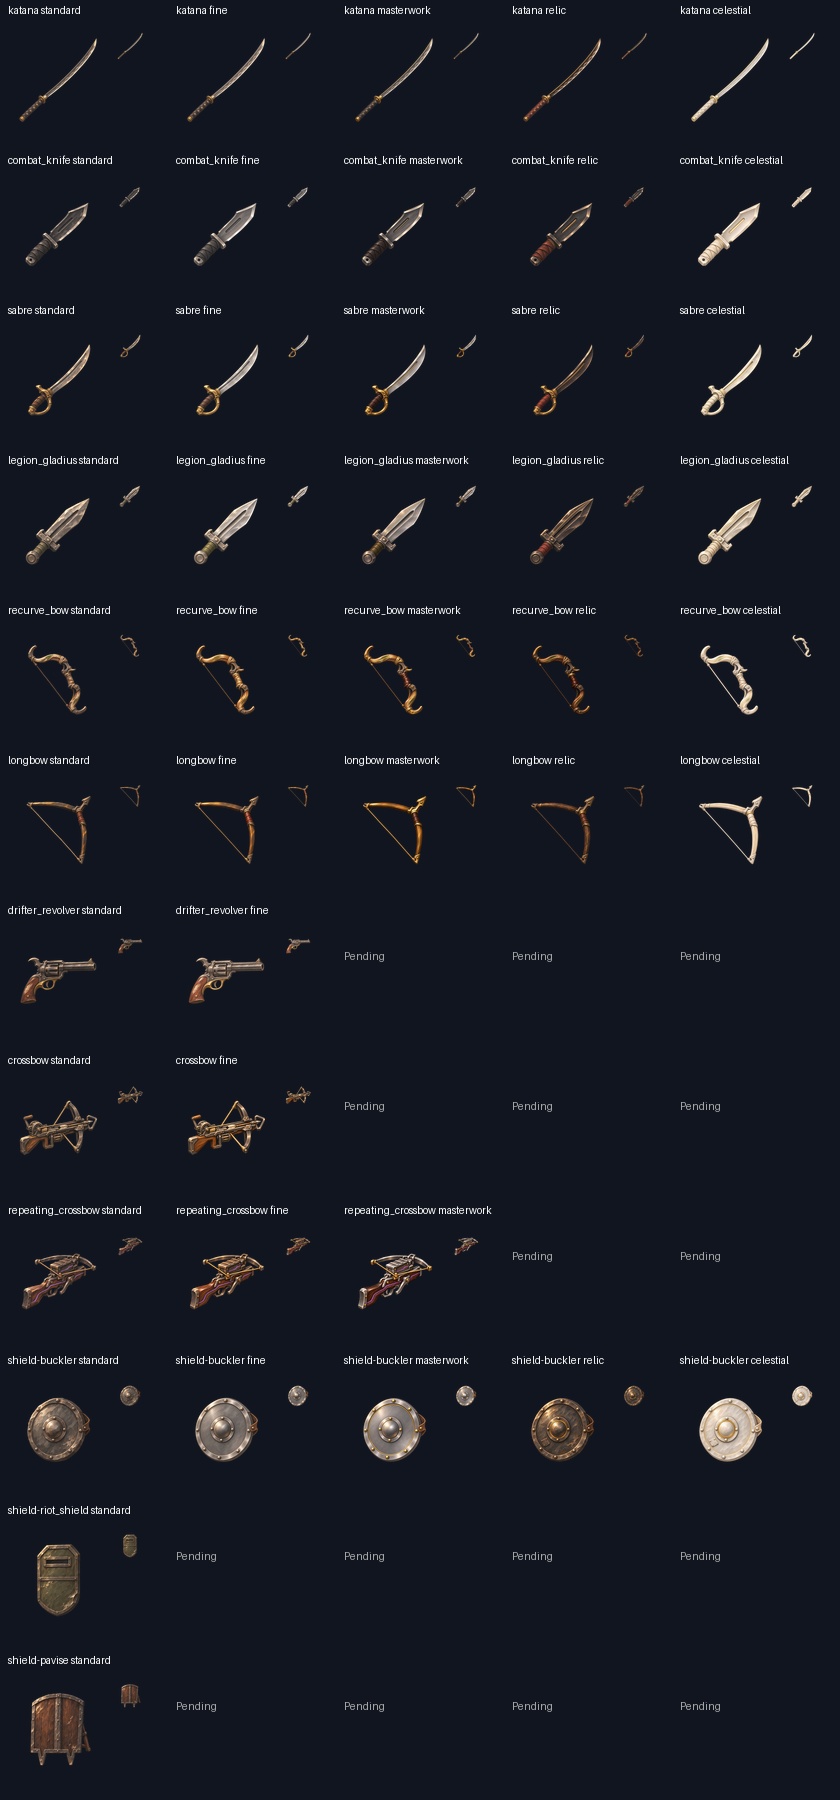 katana standard katana fine katana masterwork katana relic katana celestial
combat_knife standard combat_knife fine combat_knife masterwork combat_knife relic combat_knife celestial
sabre standard sabre fine sabre masterwork sabre relic sabre celestial
legion_gladius standard legion_gladius fine legion_gladius masterwork legion_gladius relic legion_gladius celestial
recurve_bow standard recurve_bow fine recurve_bow masterwork recurve_bow relic recurve_bow celestial
longbow standard longbow fine longbow masterwork longbow relic longbow celestial
drifter_revolver standard drifter_revolver fine
Pending Pending Pending
crossbow standard crossbow fine
Pending Pending Pending
repeating_crossbow standard repeating_crossbow fine repeating_crossbow masterwork
Pending Pending
shield-buckler standard shield-buckler fine shield-buckler masterwork shield-buckler relic shield-buckler celestial
shield-riot_shield standard
Pending Pending Pending Pending
shield-pavise standard
Pending Pending Pending Pending